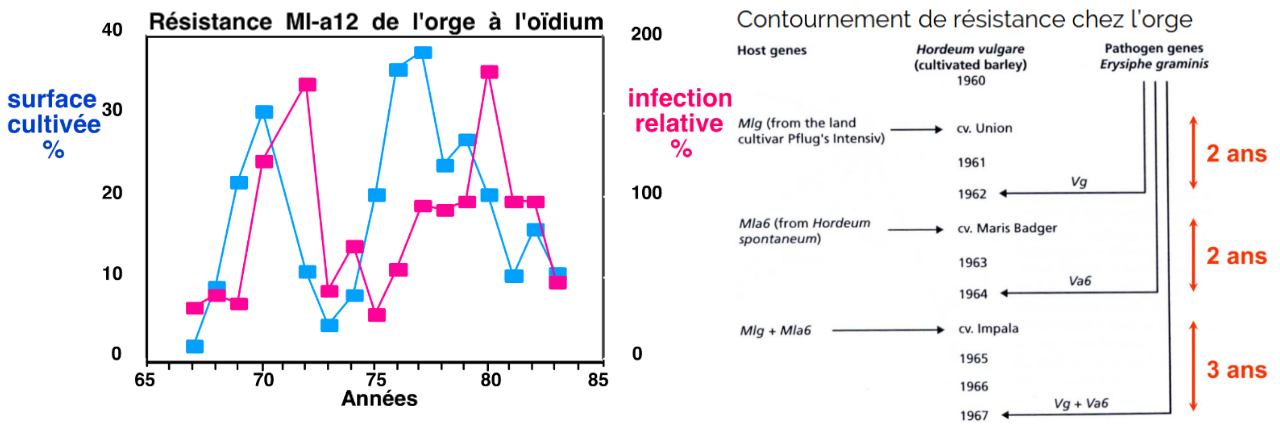 Résistance Ml-a12 de l'orge à l'oïdium
40
30
20
10
0
surface
cultivée
%
200
100
0
infection
relative
%
65
70
75
80
85
Années
Contournement de résistance chez l'orge
Host genes
Hordeum vulgare
(cultivated barley)
Pathogen genes
Erysiphe graminis
1960
Mlg (from the land
cultivar Pflug's Intensiv)
cv. Union
1961
1962
Vg
2 ans
Mla6 (from Hordeum
spontaneum)
cv. Maris Badger
1963
1964
Va6
2 ans
Mlg + Mla6
cv. Impala
1965
1966
1967
Vg + Va6
3 ans